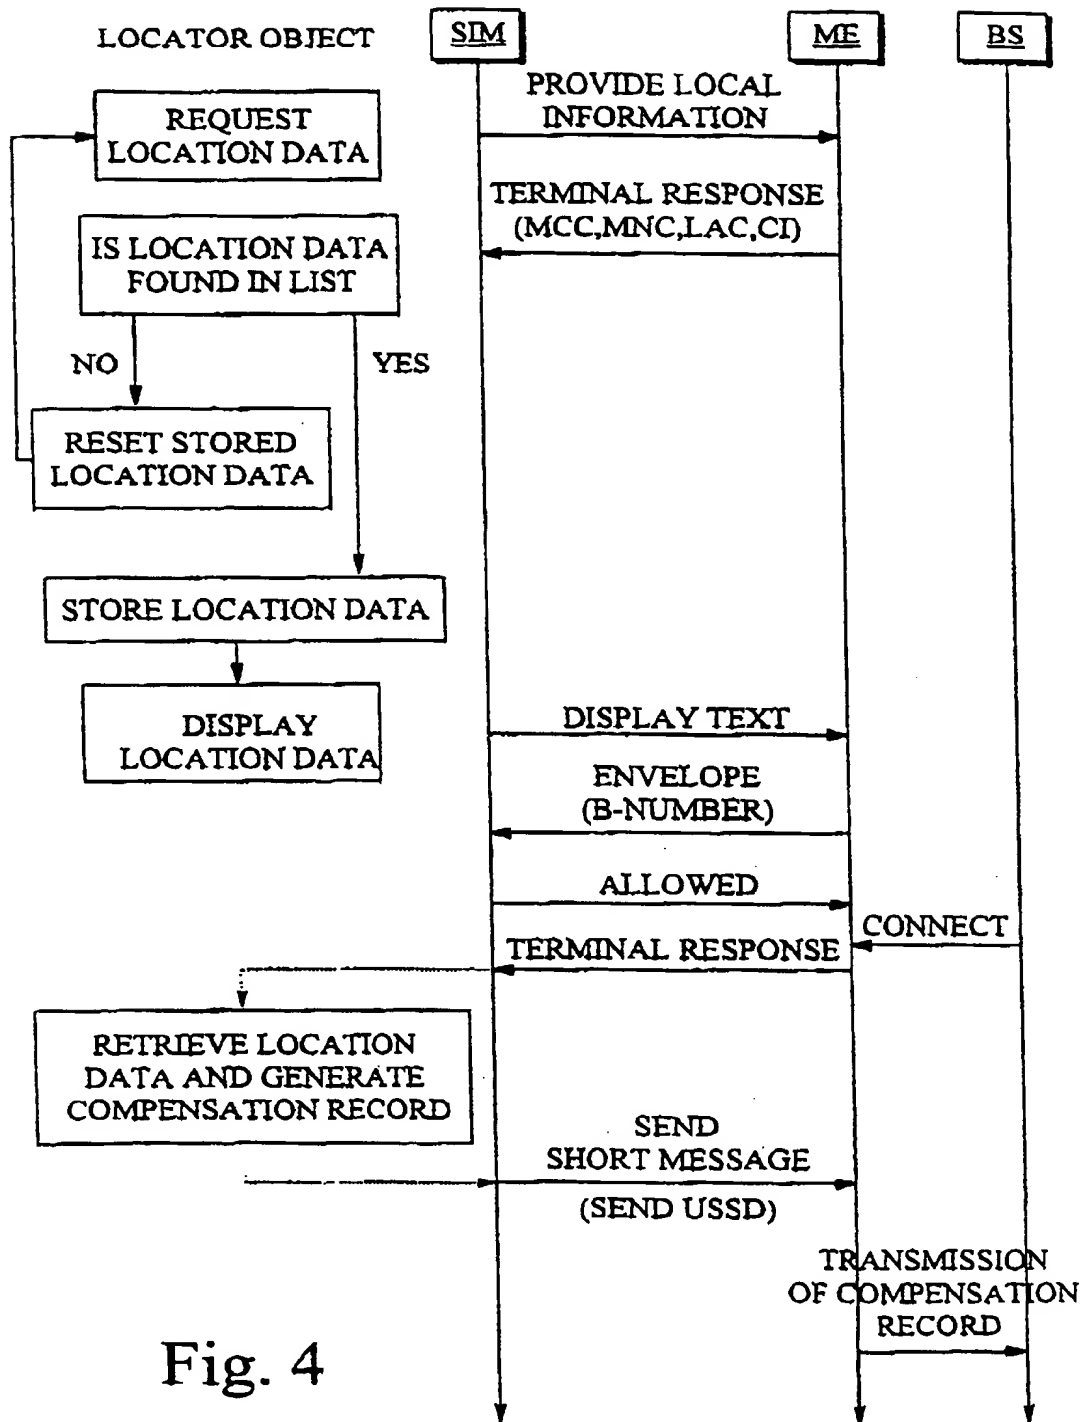 LOCATOR OBJECT
SIM
ME
BS
REQUEST
LOCATION DATA
PROVIDE LOCAL
INFORMATION
TERMINAL RESPONSE
(MCC,MNC,LAC,CI)
IS LOCATION DATA
FOUND IN LIST
NO
YES
RESET STORED
LOCATION DATA
STORE LOCATION DATA
DISPLAY
LOCATION DATA
DISPLAY TEXT
ENVELOPE
(B-NUMBER)
ALLOWED
CONNECT
TERMINAL RESPONSE
RETRIEVE LOCATION
DATA AND GENERATE
COMPENSATION RECORD
SEND
SHORT MESSAGE
(SEND USSD)
TRANSMISSION
OF COMPENSATION
RECORD
Fig. 4